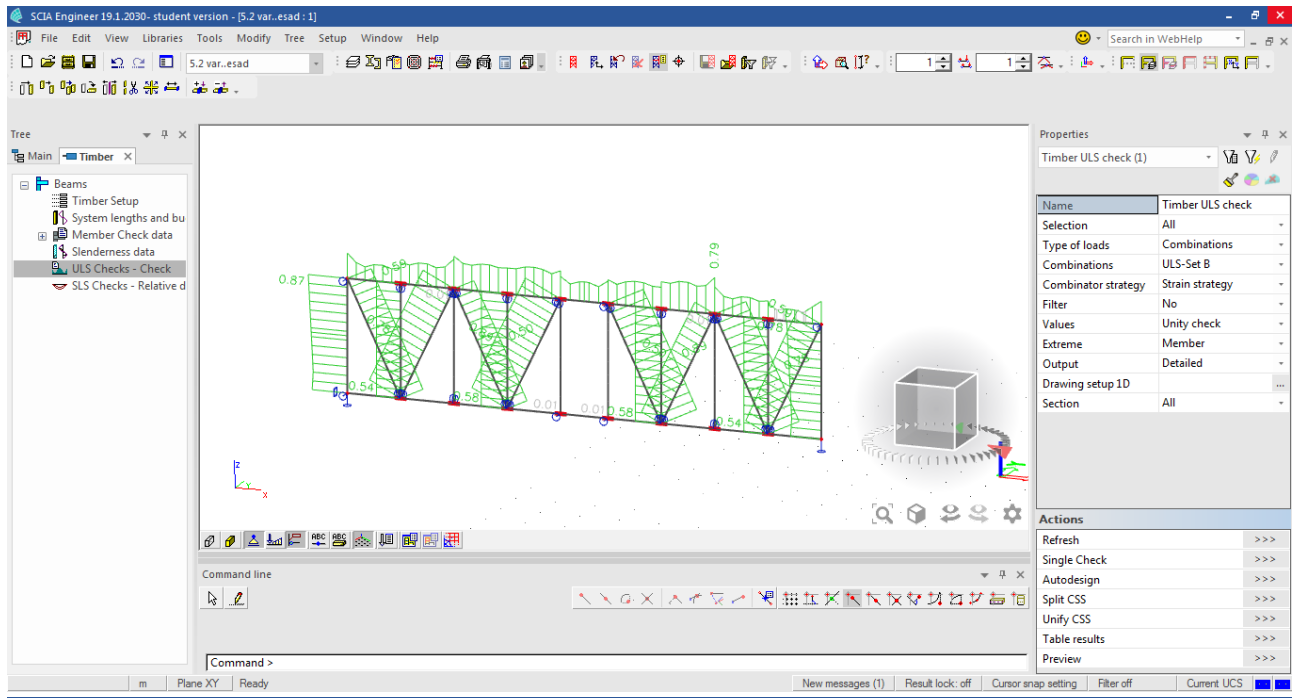 SCIA Engineer 19.1.2030- student version - [5.2 var..esad : 1]
File Edit View Libraries Tools Modify Tree Setup Window Help
Search in WebHelp
5.2 var..esad
1
1
Tree
Main Timber
Beams
Timber Setup
System lengths and bu
Member Check data
Slenderness data
ULS Checks - Check
SLS Checks - Relative d
0.79
0.87
0.59
0.50
0.54
0.58
0.01
0.01
0.58
0.54
z
Y
x
Properties
Timber ULS check (1)
Name Timber ULS check
Selection All
Type of loads Combinations
Combinations ULS-Set B
Combinator strategy Strain strategy
Filter No
Values Unity check
Extreme Member
Output Detailed
Drawing setup 1D ...
Section All
Actions
Refresh >>>
Single Check >>>
Autodesign >>>
Split CSS >>>
Unify CSS >>>
Table results >>>
Preview >>>
ABC ABC
Command line
Command >
m Plane XY Ready New messages (1) Result lock: off Cursor snap setting Filter off Current UCS